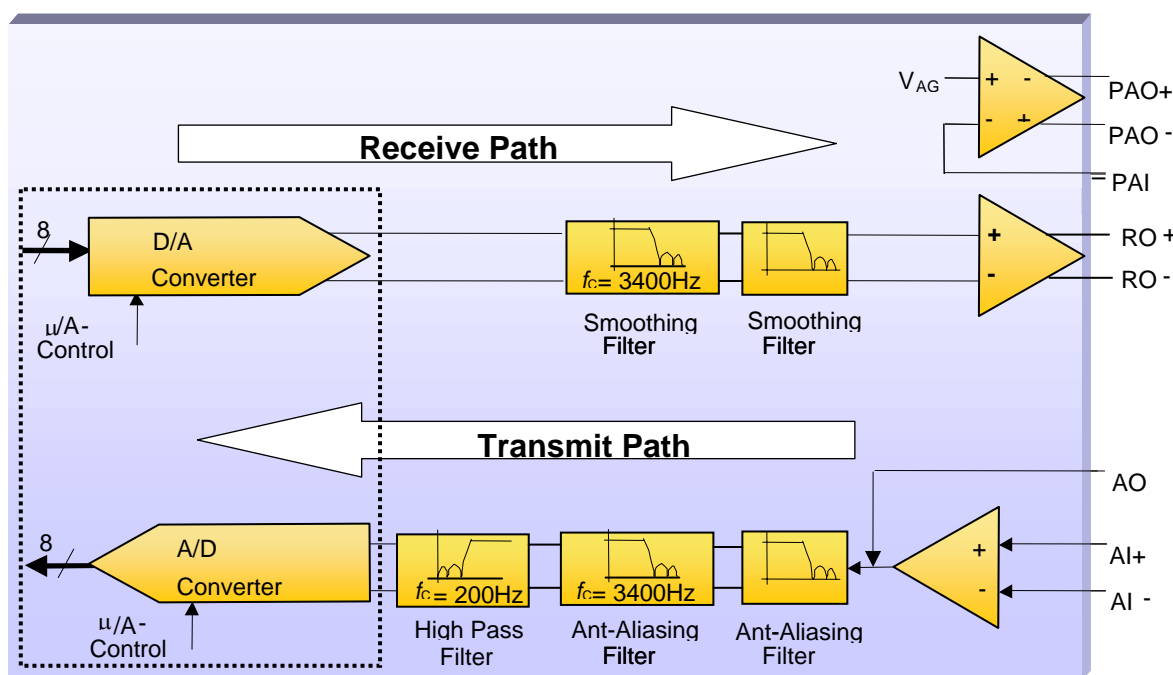 V AG
+ -
- +
PAO+
PAO -
PAI
Receive Path
8
D/A
Converter
μ/A-
Control
fC= 3400Hz
Smoothing
Filter
Smoothing
Filter
+
-
RO +
RO -
Transmit Path
AO
8
A/D
Converter
μ/A-
Control
fC= 200Hz
High Pass
Filter
fC= 3400Hz
Ant-Aliasing
Filter
Ant-Aliasing
Filter
+
-
AI+
AI -